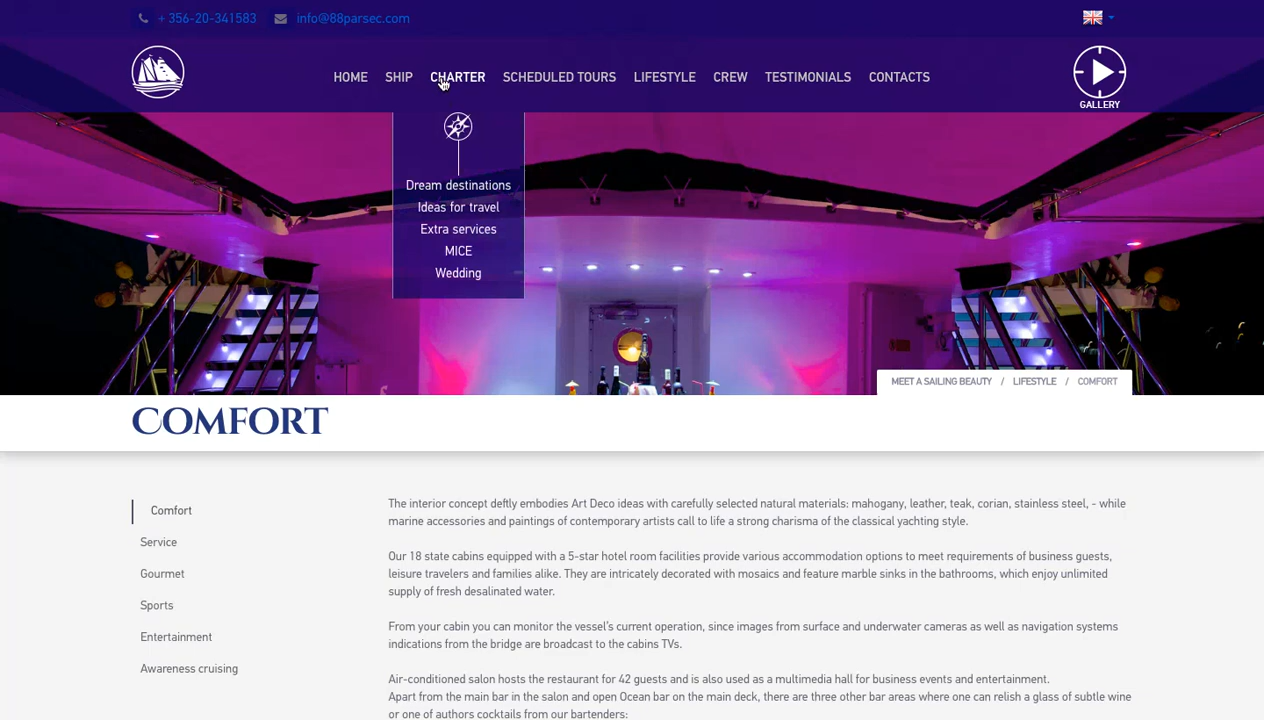 + 356-20-341583 info@88parsec.com
HOME SHIP CHARTER SCHEDULED TOURS LIFESTYLE CREW TESTIMONIALS CONTACTS
GALLERY
Dream destinations
Ideas for travel
Extra services
MICE
Wedding
MEET A SAILING BEAUTY / LIFESTYLE / COMFORT
COMFORT
Comfort
Service
Gourmet
Sports
Entertainment
Awareness cruising
The interior concept deftly embodies Art Deco ideas with carefully selected natural materials: mahogany, leather, teak, corian, stainless steel, - while
marine accessories and paintings of contemporary artists call to life a strong charisma of the classical yachting style.
Our 18 state cabins equipped with a 5-star hotel room facilities provide various accommodation options to meet requirements of business guests,
leisure travelers and families alike. They are intricately decorated with mosaics and feature marble sinks in the bathrooms, which enjoy unlimited
supply of fresh desalinated water.
From your cabin you can monitor the vessel's current operation, since images from surface and underwater cameras as well as navigation systems
indications from the bridge are broadcast to the cabins TVs.
Air-conditioned salon hosts the restaurant for 42 guests and is also used as a multimedia hall for business events and entertainment.
Apart from the main bar in the salon and open Ocean bar on the main deck, there are three other bar areas where one can relish a glass of subtle wine
or one of authors cocktails from our bartenders: